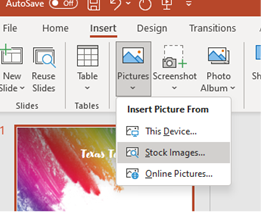 AutoSave Off
File Home Insert Draw Design Transitions
New Slide Reuse Slides Table Pictures Screenshot Photo Album
Slides Tables
Insert Picture From
This Device...
Stock Images...
Online Pictures...
1
Texas